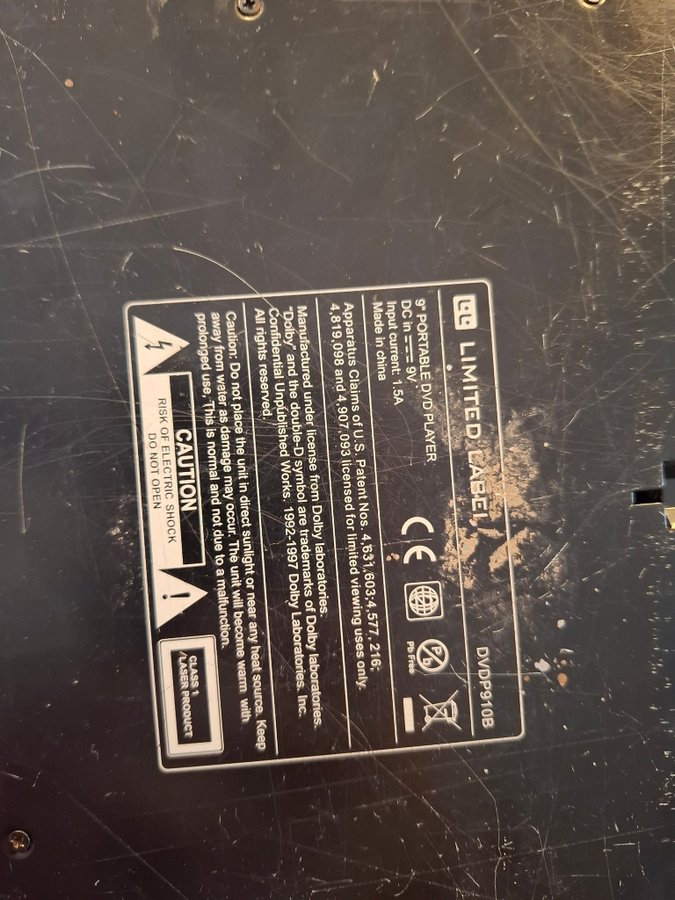 LIMITED LABEL
DVDP910B
9" PORTABLE DVD PLAYER
DC in 9V
Input current: 1.5A
Made in china
CE
Pb
Pb Free
Apparatus Claims of U.S. Patent Nos. 4,631,603;4,577, 216;
4,819,098 and 4,907,093 licensed for limited viewing uses only.
Manufactured under license from Dolby laboratories.
"Dolby" and the double-D symbol are trademarks of Dolby laboratories.
Confidential Unpublished Works. 1992-1997 Dolby Laboratories. Inc.
All rights reserved.
Caution: Do not place the unit in direct sunlight or near any heat source. Keep
away from water as damage may occur. The unit will become warm with
prolonged use. This is normal and not due to a malfunction.
CAUTION
RISK OF ELECTRIC SHOCK
DO NOT OPEN
!
CLASS 1
/LASER PRODUCT